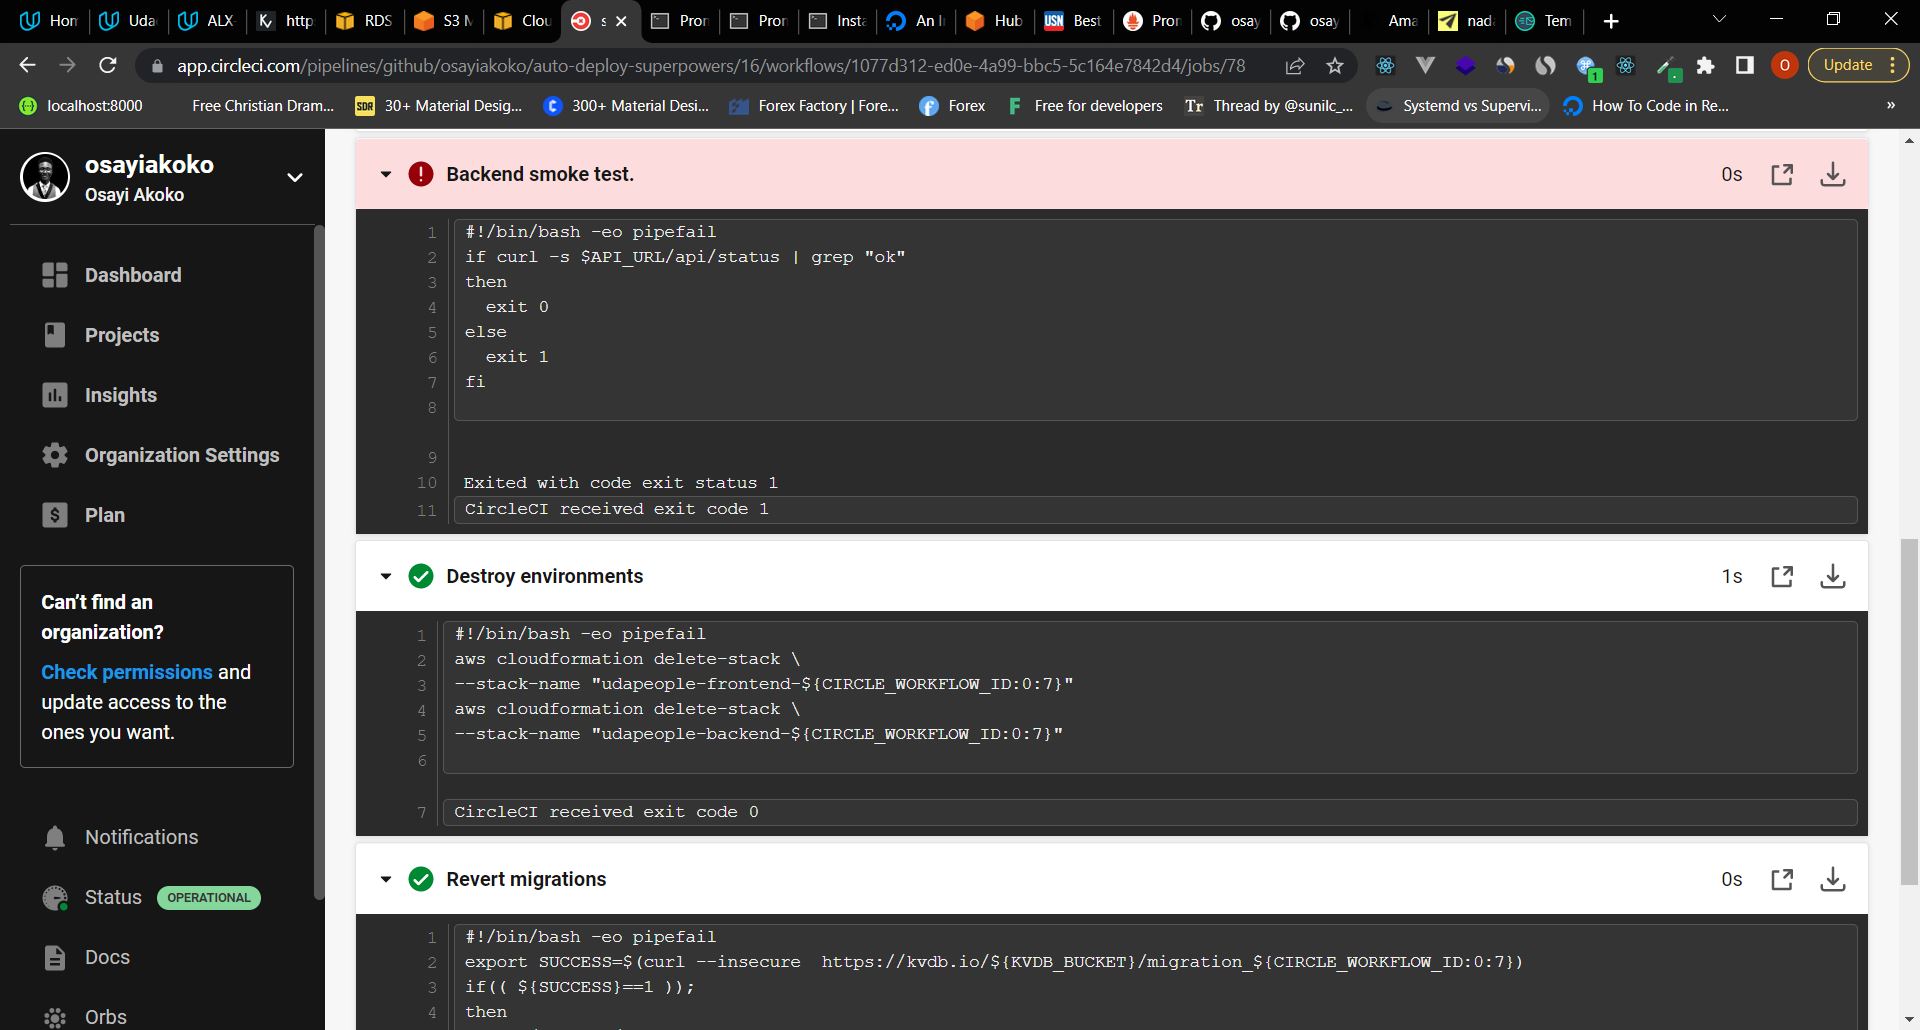 Hon
Uda
ALX
http
RDS
S3 M
Clou
s
Pron
Pron
Insta
An I
Hub
USN Best
Pron
osay
osay
Ama
nad
Tem
app.circleci.com/pipelines/github/osayiakoko/auto-deploy-superpowers/16/workflows/1077d312-ed0e-4a99-bbc5-5c164e7842d4/jobs/78
1
O
Update
localhost:8000
Free Christian Dram...
SDR 30+ Material Desig...
300+ Material Desi...
Forex Factory | Fore...
Forex
Free for developers
Tr Thread by @sunilc_...
Systemd vs Supervi...
How To Code in Re...
»
osayiakoko
Osayi Akoko
Dashboard
Projects
Insights
Organization Settings
Plan
Can't find an
organization?
Check permissions and
update access to the
ones you want.
Notifications
Status OPERATIONAL
Docs
Orbs
Backend smoke test.
0s
1 #!/bin/bash -eo pipefail
2 if curl -s $API_URL/api/status | grep "ok"
3 then
4 exit 0
5 else
6 exit 1
7 fi
8
9
10 Exited with code exit status 1
11 CircleCI received exit code 1
Destroy environments
1s
1 #!/bin/bash -eo pipefail
2 aws cloudformation delete-stack \
3 --stack-name "udapeople-frontend-${CIRCLE_WORKFLOW_ID:0:7}"
4 aws cloudformation delete-stack \
5 --stack-name "udapeople-backend-${CIRCLE_WORKFLOW_ID:0:7}"
6
7 CircleCI received exit code 0
Revert migrations
0s
1 #!/bin/bash -eo pipefail
2 export SUCCESS=$(curl --insecure  https://kvdb.io/${KVDB_BUCKET}/migration_${CIRCLE_WORKFLOW_ID:0:7})
3 if(( ${SUCCESS}==1 ));
4 then